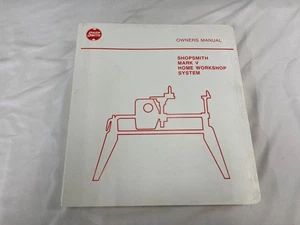 OWNERS MANUAL
SHOPSMITH
MARK V
HOME WORKSHOP
SYSTEM